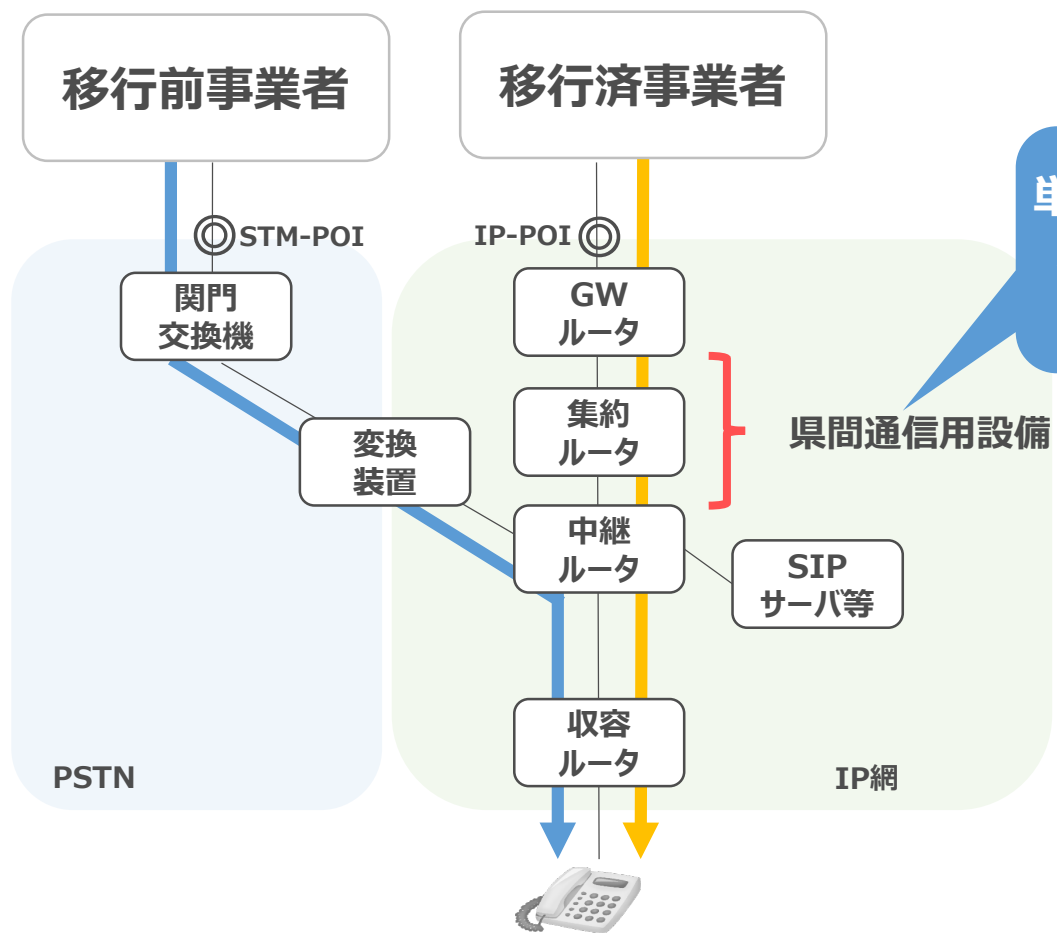 移行前事業者
移行済事業者
STM-POI
IP-POI
関門
交換機
GW
ルータ
集約
ルータ
県間通信用設備
変換
装置
中継
ルータ
SIP
サーバ等
収容
ルータ
PSTN
IP網